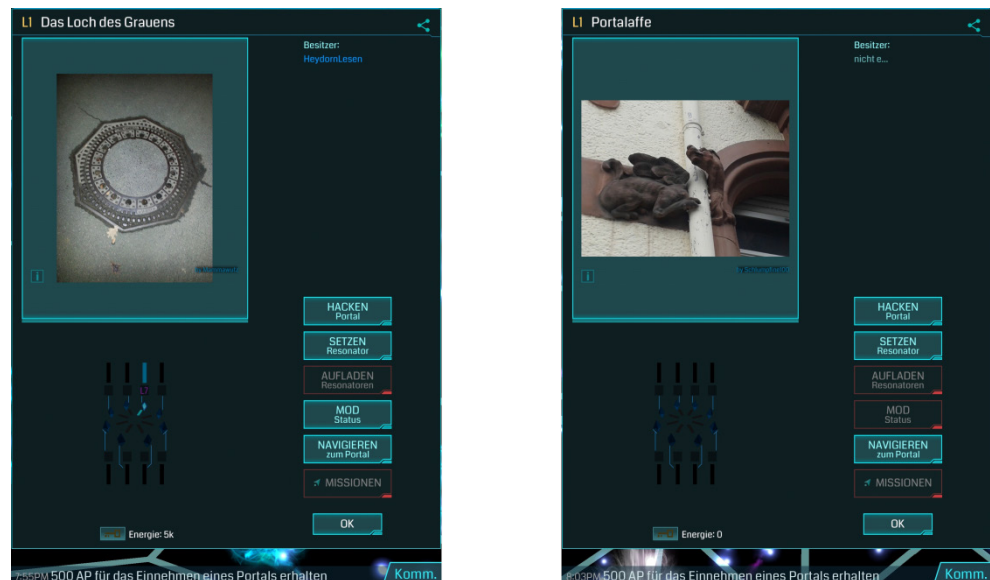 L1 Das Loch des Grauens
Besitzer:
HeydornLesen
i
HACKEN
Portal
SETZEN
Resonator
L7
AUFLADEN
Resonatoren
MOD
Status
NAVIGIEREN
zum Portal
MISSIONEN
OK
Energie: 5k
7:55PM 500 AP für das Einnehmen eines Portals erhalten
Komm.
L1 Portalaffe
Besitzer:
nicht e...
i
HACKEN
Portal
SETZEN
Resonator
AUFLADEN
Resonatoren
MOD
Status
NAVIGIEREN
zum Portal
MISSIONEN
OK
Energie: 0
8:03PM 500 AP für das Einnehmen eines Portals erhalten
Komm.